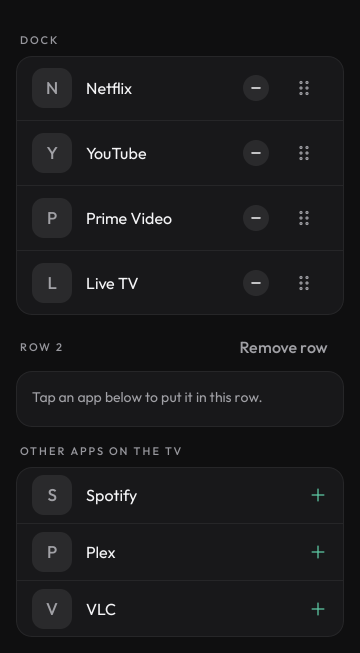 DOCK
N Netflix
Y YouTube
P Prime Video
L Live TV
ROW 2 Remove row
Tap an app below to put it in this row.
OTHER APPS ON THE TV
S Spotify +
P Plex +
V VLC +